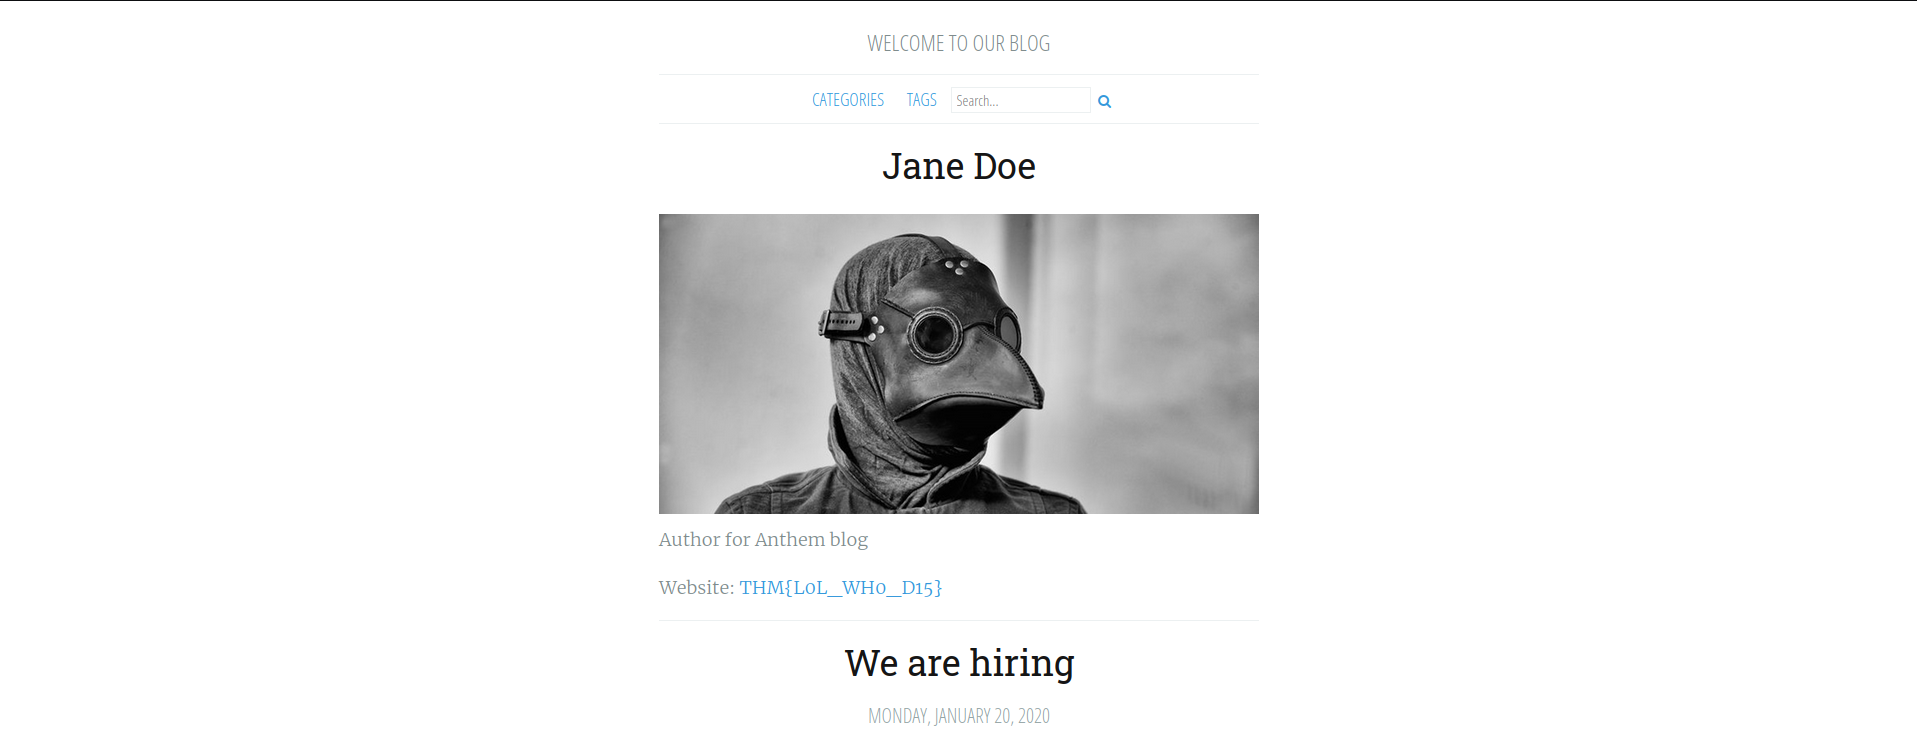 WELCOME TO OUR BLOG
CATEGORIES TAGS Search...
Jane Doe
Author for Anthem blog
Website: THM{L0L_WH0_D15}
We are hiring
MONDAY, JANUARY 20, 2020